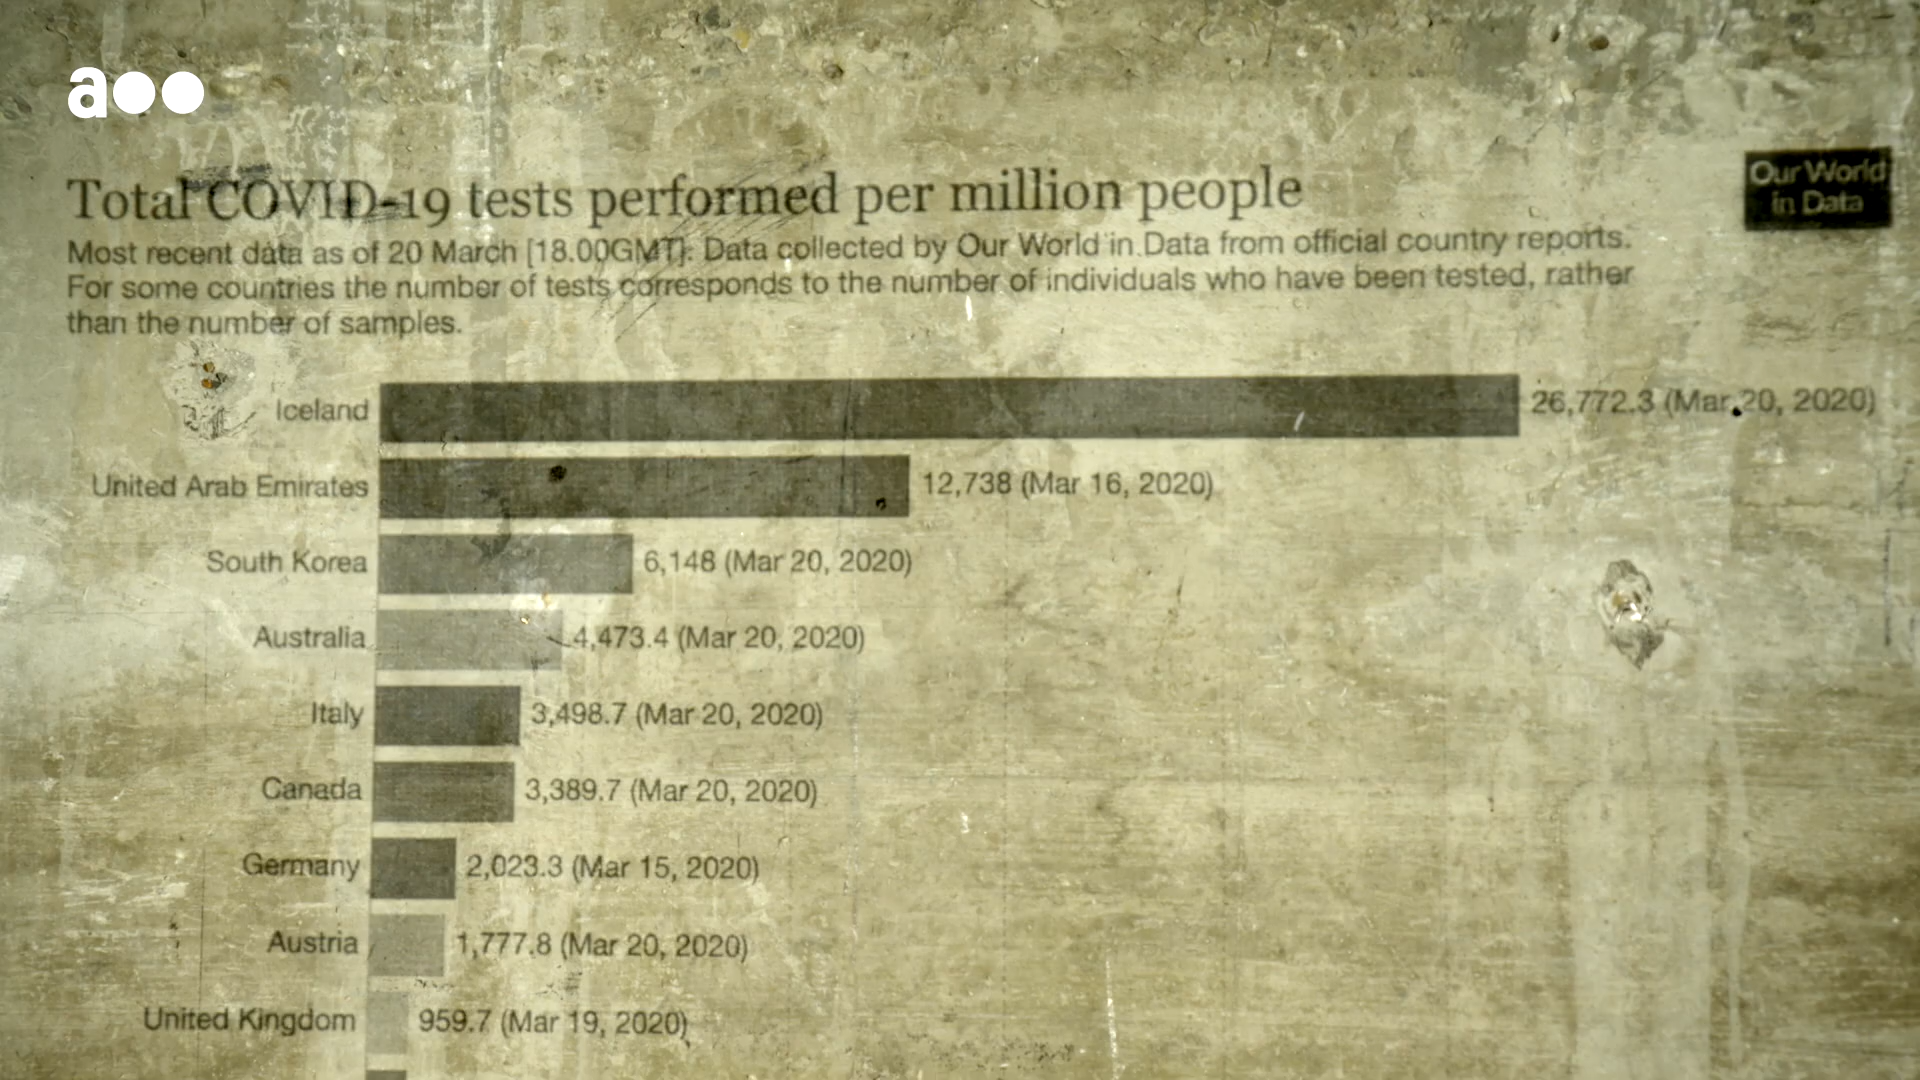 a
Our World
in Data
Total COVID-19 tests performed per million people
Most recent data as of 20 March [18.00GMT]. Data collected by Our World in Data from official country reports.
For some countries the number of tests corresponds to the number of individuals who have been tested, rather
than the number of samples.
Iceland 26,772.3 (Mar 20, 2020)
United Arab Emirates 12,738 (Mar 16, 2020)
South Korea 6,148 (Mar 20, 2020)
Australia 4,473.4 (Mar 20, 2020)
Italy 3,498.7 (Mar 20, 2020)
Canada 3,389.7 (Mar 20, 2020)
Germany 2,023.3 (Mar 15, 2020)
Austria 1,777.8 (Mar 20, 2020)
United Kingdom 959.7 (Mar 19, 2020)